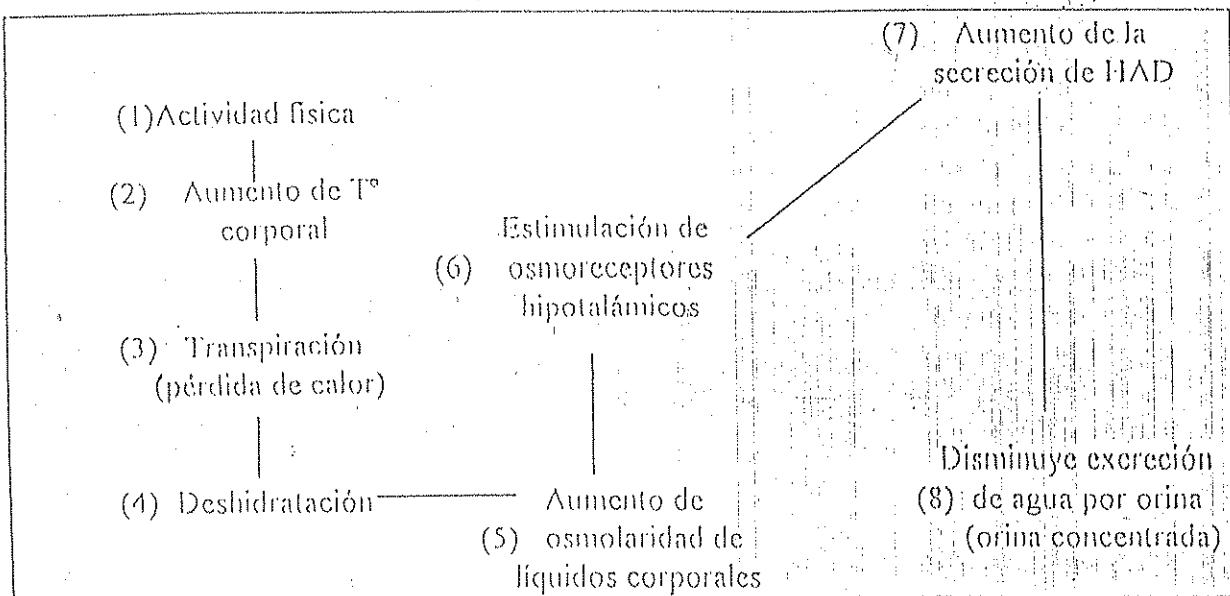 (1)Actividad fisica
(2) Aumento de Tº
corporal
(3) Transpiración
(pérdida de calor)
(4) Deshidratación
Aumento de
(5) osmolaridad de
líquidos corporales
Estimulación de
(6) osmoreceptores
hipotalámicos
(7) Aumento de la
secreción de HAD
Disminuye excreción
(8) de agua por orina
(orina concentrada)